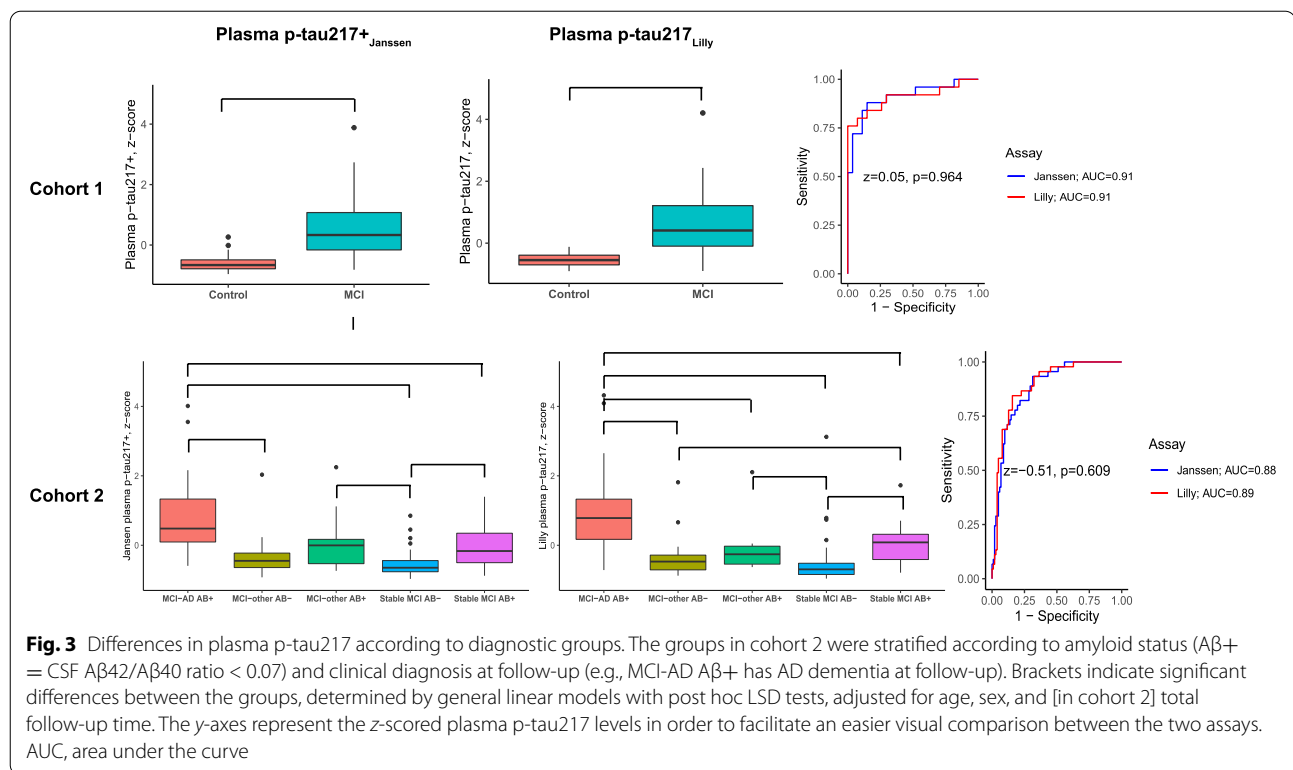 Plasma p-tau217+Janssen
Plasma p-tau217Lilly
Cohort 1
Plasma p-tau217+, z-score
4
2
0
Control
MCI
Plasma p-tau217, z-score
4
2
0
Control
MCI
Sensitivity
1.00
0.75
0.50
0.25
0.00
z=0.05, p=0.964
0.00 0.25 0.50 0.75 1.00
1 − Specificity
Assay
Janssen; AUC=0.91
Lilly; AUC=0.91
Cohort 2
Jansen plasma p-tau217+, z-score
4
2
0
MCI-AD AB+
MCI-other AB-
MCI-other AB+
Stable MCI AB-
Stable MCI AB+
Lilly plasma p-tau217, z-score
4
2
0
MCI-AD AB+
MCI-other AB-
MCI-other AB+
Stable MCI AB-
Stable MCI AB+
Sensitivity
1.00
0.75
0.50
0.25
0.00
z=−0.51, p=0.609
0.00 0.25 0.50 0.75 1.00
1 − Specificity
Assay
Janssen; AUC=0.88
Lilly; AUC=0.89
Fig. 3 Differences in plasma p-tau217 according to diagnostic groups. The groups in cohort 2 were stratified according to amyloid status (Aβ+
= CSF Aβ42/Aβ40 ratio < 0.07) and clinical diagnosis at follow-up (e.g., MCI-AD Aβ+ has AD dementia at follow-up). Brackets indicate significant
differences between the groups, determined by general linear models with post hoc LSD tests, adjusted for age, sex, and [in cohort 2] total
follow-up time. The y-axes represent the z-scored plasma p-tau217 levels in order to facilitate an easier visual comparison between the two assays.
AUC, area under the curve